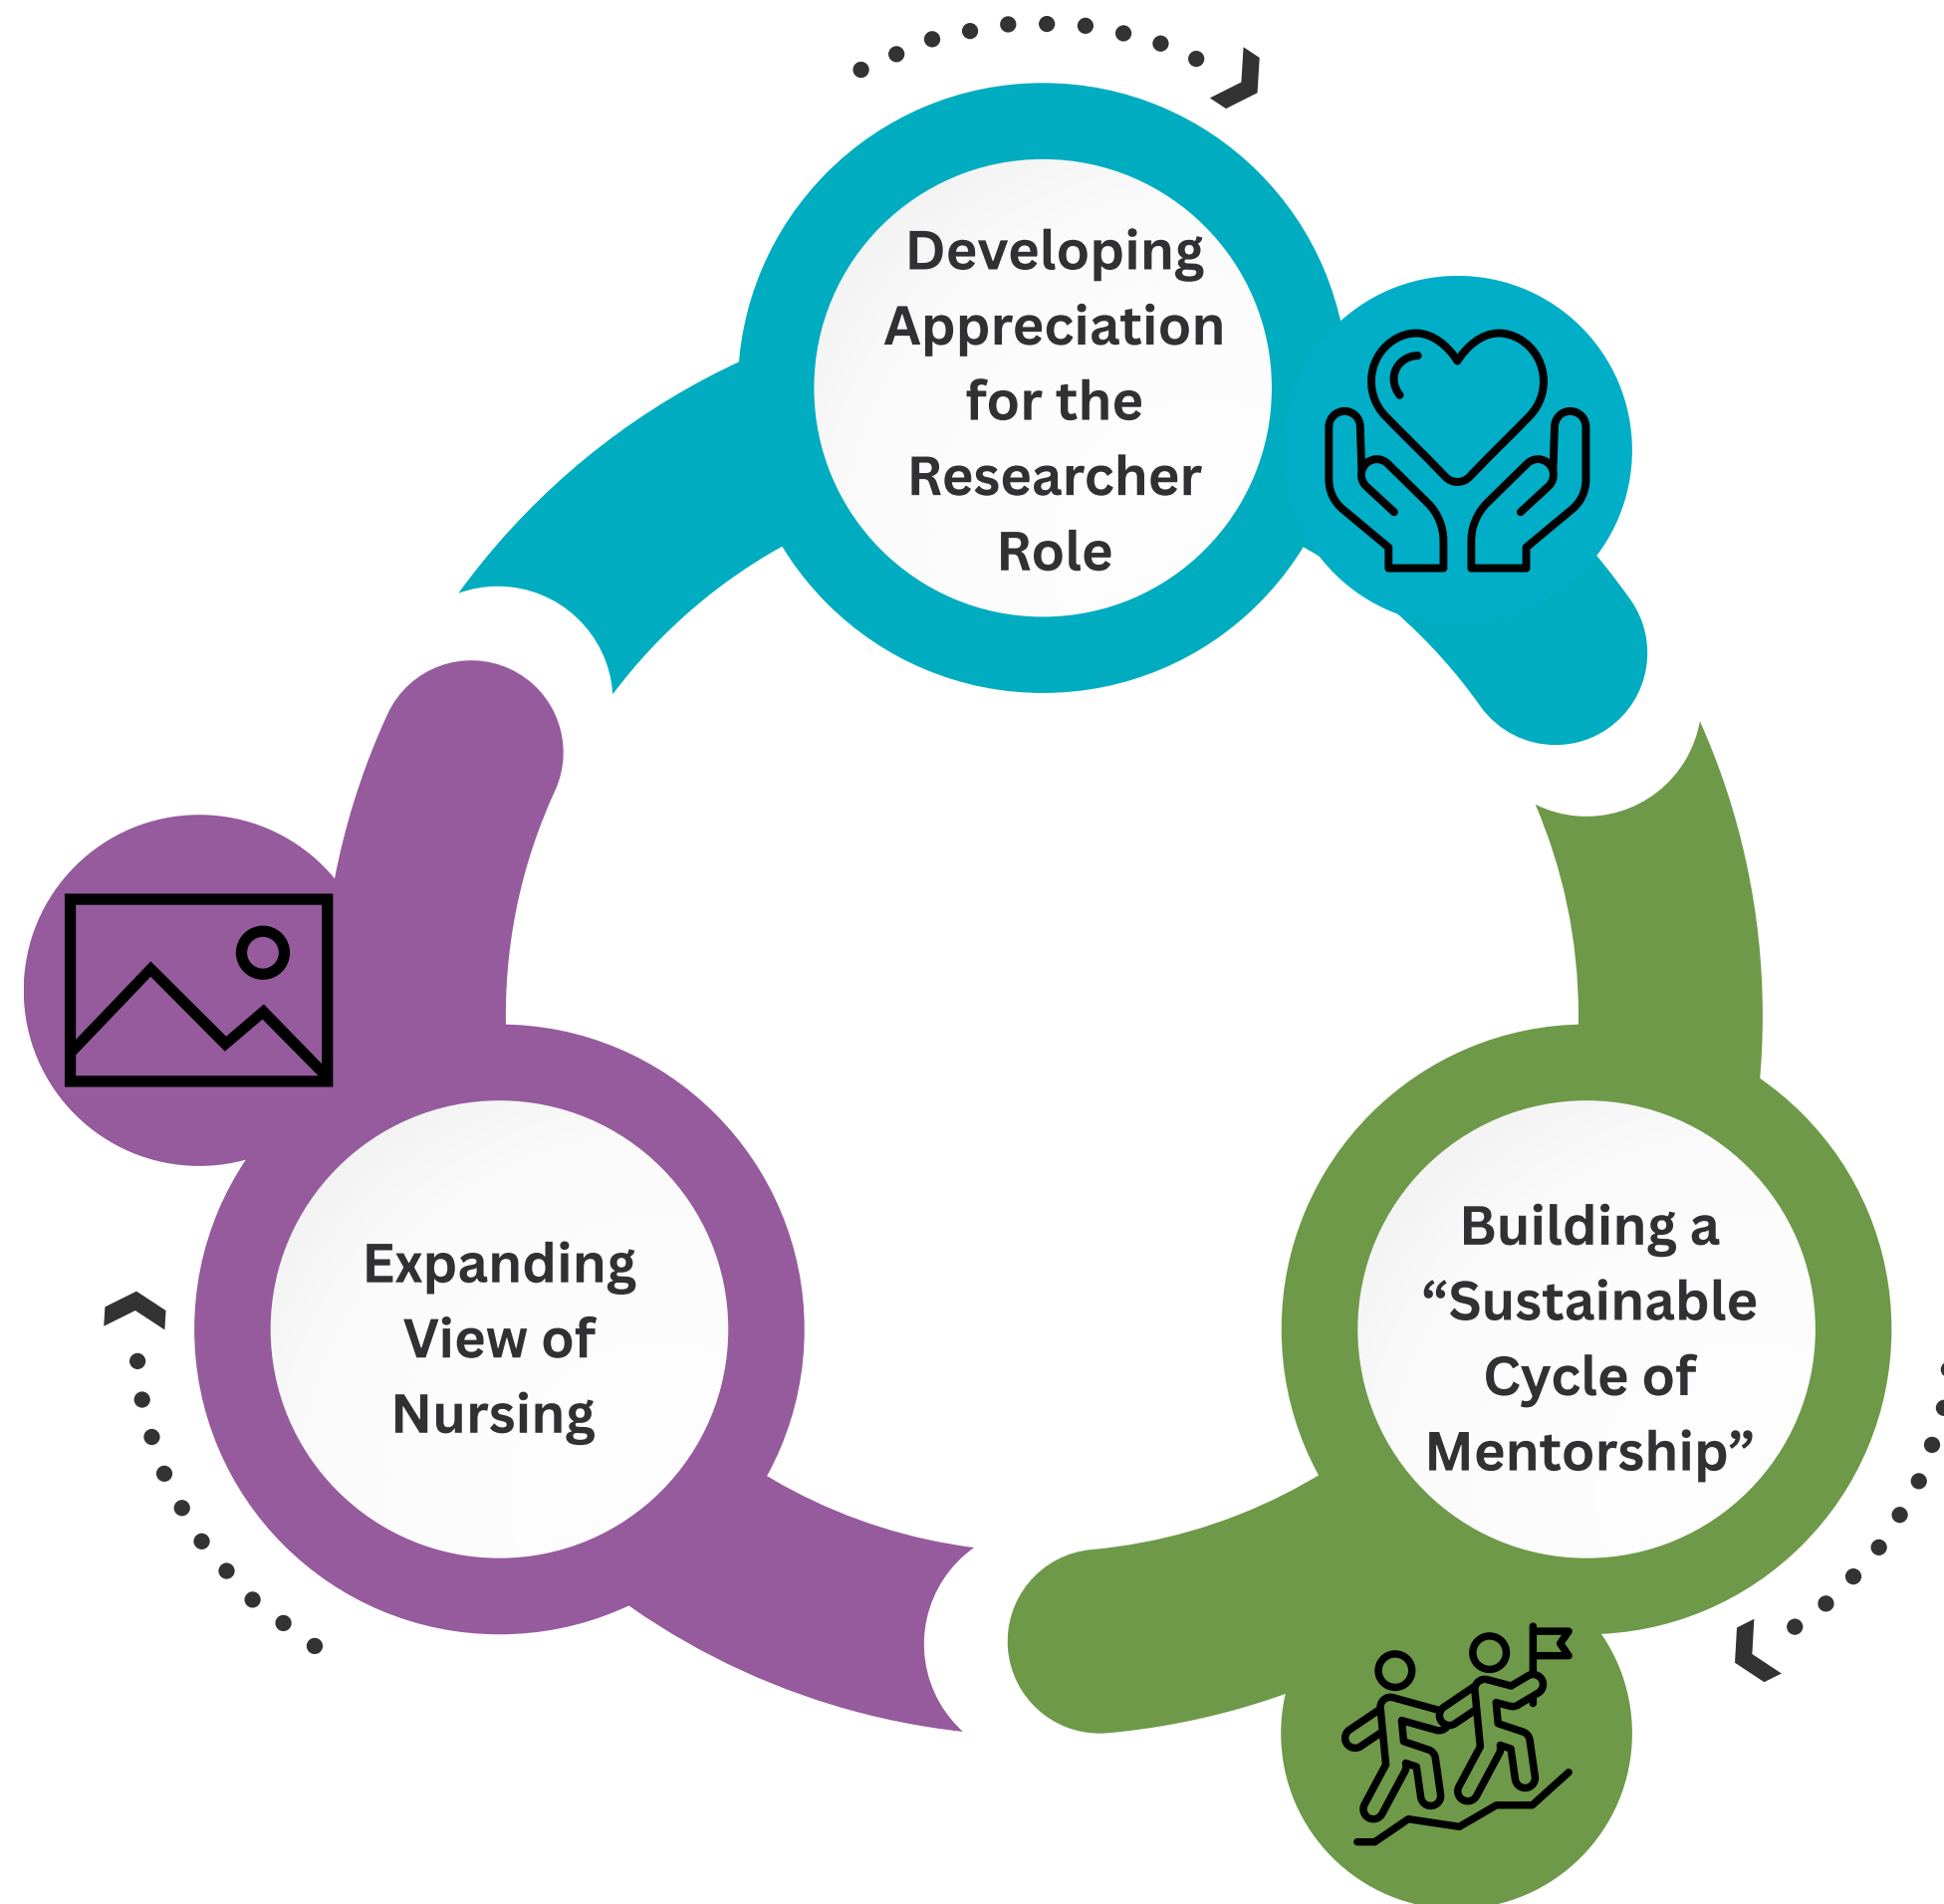 Developing
Appreciation
for the
Researcher
Role
Expanding
View of
Nursing
Building a
“Sustainable
Cycle of
Mentorship”